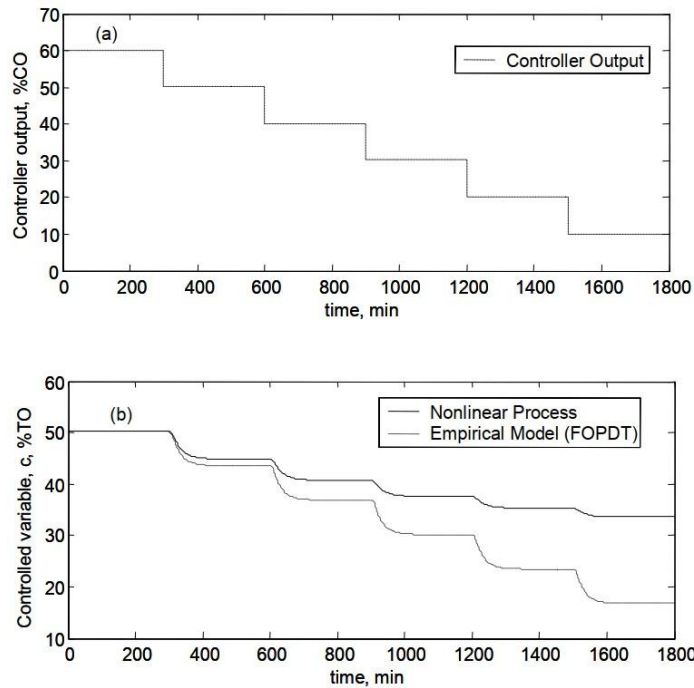 70
(a)
60
Controller Output
50
40
30
20
10
0
0 200 400 600 800 1000 1200 1400 1600 1800
time, min
Controller output, %CO
60
(b)
Nonlinear Process
Empirical Model (FOPDT)
50
40
30
20
10
0 200 400 600 800 1000 1200 1400 1600 1800
time, min
Controlled variable, c, %TO